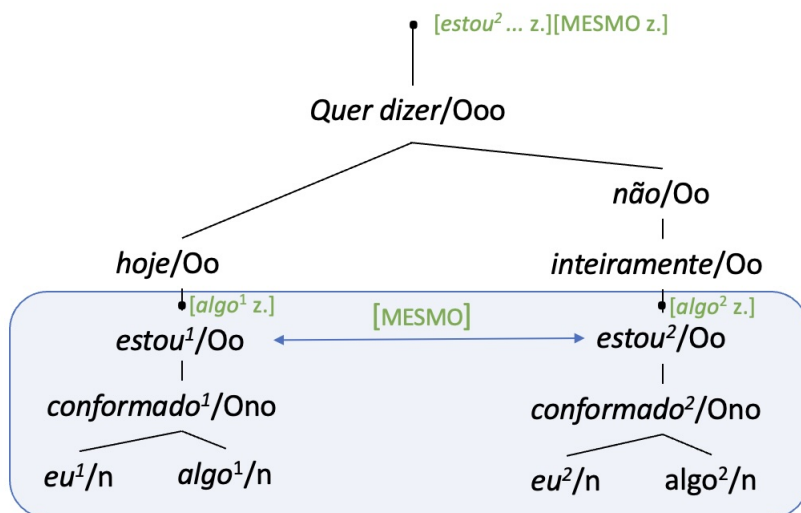 [estou² ... z.][MESMO z.]
Quer dizer/Ooo
não/Oo
hoje/Oo inteiramente/Oo
[algo¹ z.] [MESMO] [algo² z.]
estou¹/Oo estou²/Oo
conformado¹/Ono conformado²/Ono
eu¹/n algo¹/n eu²/n algo²/n